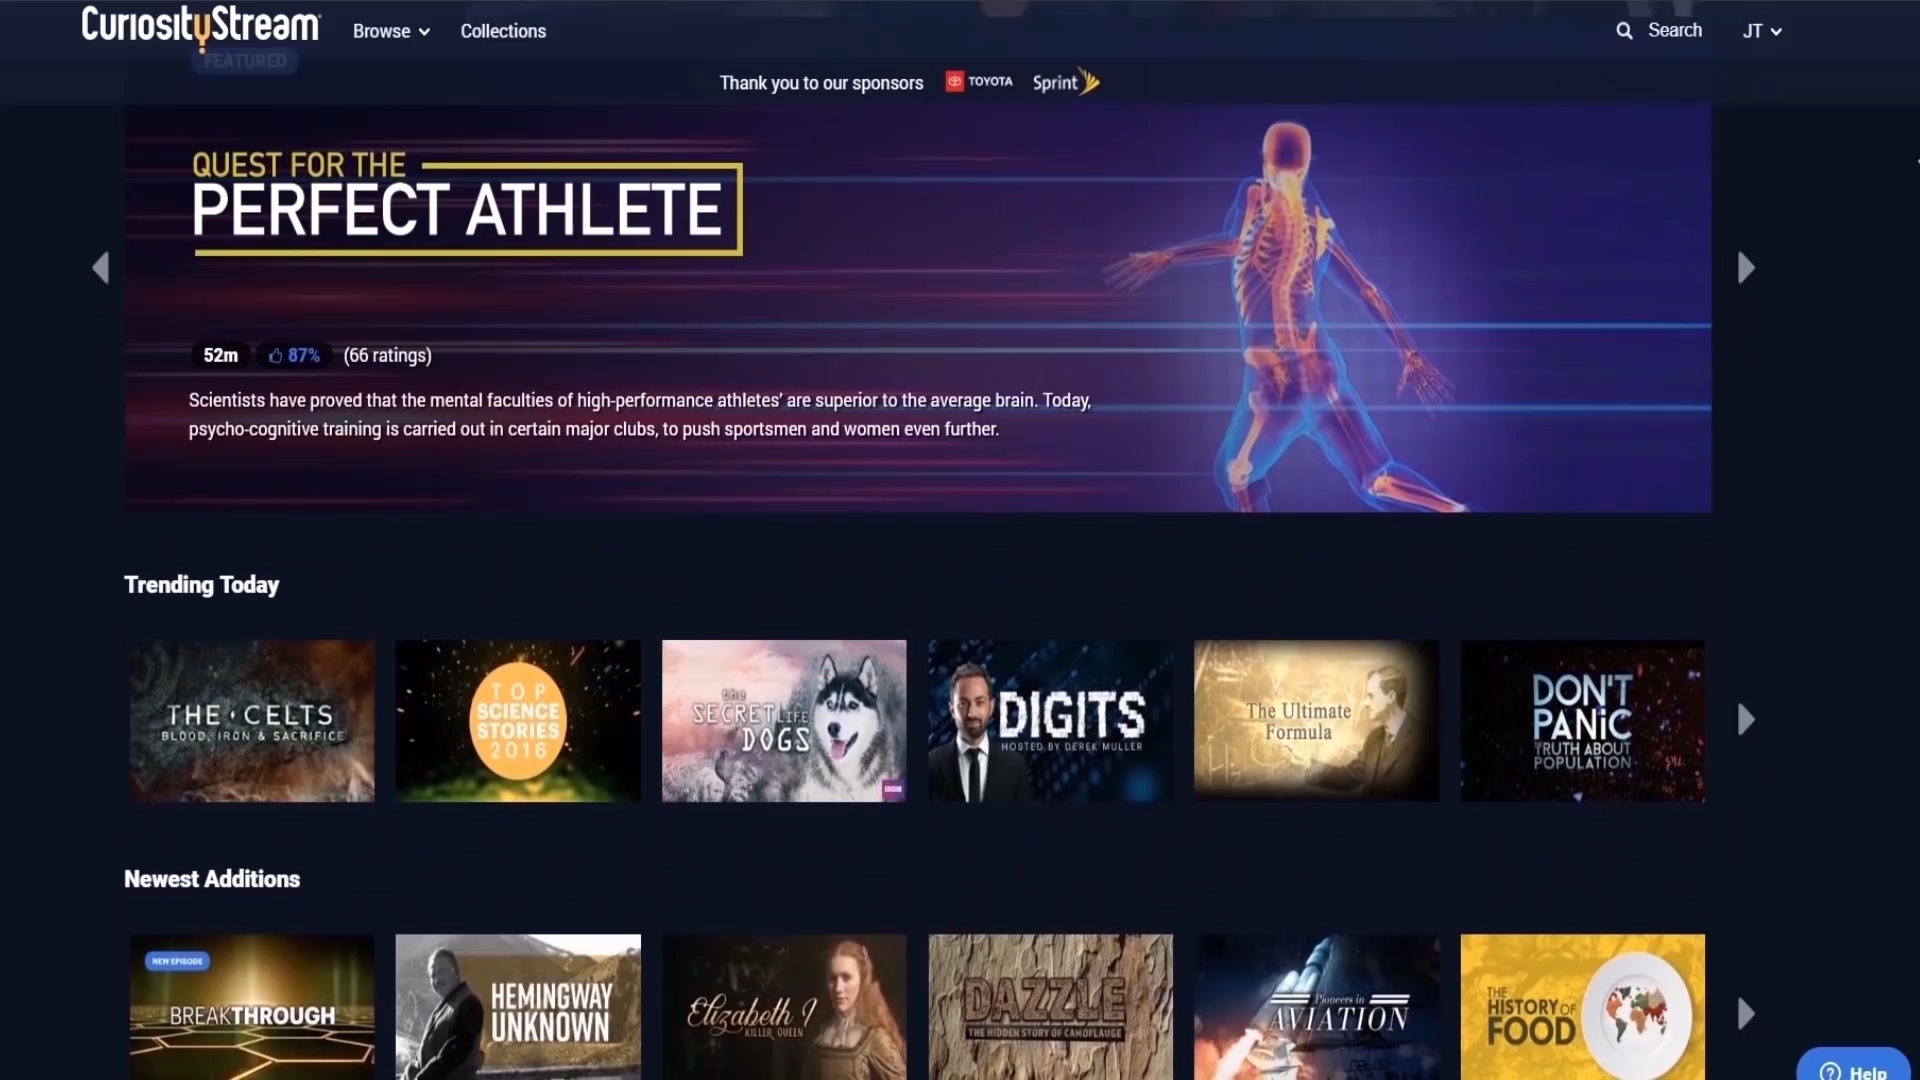 CuriosityStream
Browse
Collections
Search
JT
FEATURED
Thank you to our sponsors
TOYOTA
Sprint
QUEST FOR THE
PERFECT ATHLETE
52m
87%
(66 ratings)
Scientists have proved that the mental faculties of high-performance athletes’ are superior to the average brain. Today,
psycho-cognitive training is carried out in certain major clubs, to push sportsmen and women even further.
Trending Today
THE • CELTS
BLOOD, IRON & SACRIFICE
TOP
SCIENCE
STORIES
2016
the
SECRET LIFE
DOGS
BBC
DIGITS
HOSTED BY DEREK MULLER
The Ultimate
Formula
DON'T
PANiC
TRUTH ABOUT
POPULATION
Newest Additions
NEW EPISODE
BREAKTHROUGH
HEMINGWAY
UNKNOWN
Elizabeth I
KILLER QUEEN
DAZZLE
THE HIDDEN STORY OF CAMOFLAUGE
Pioneers in
AVIATION
THE
HISTORY OF
FOOD
Help